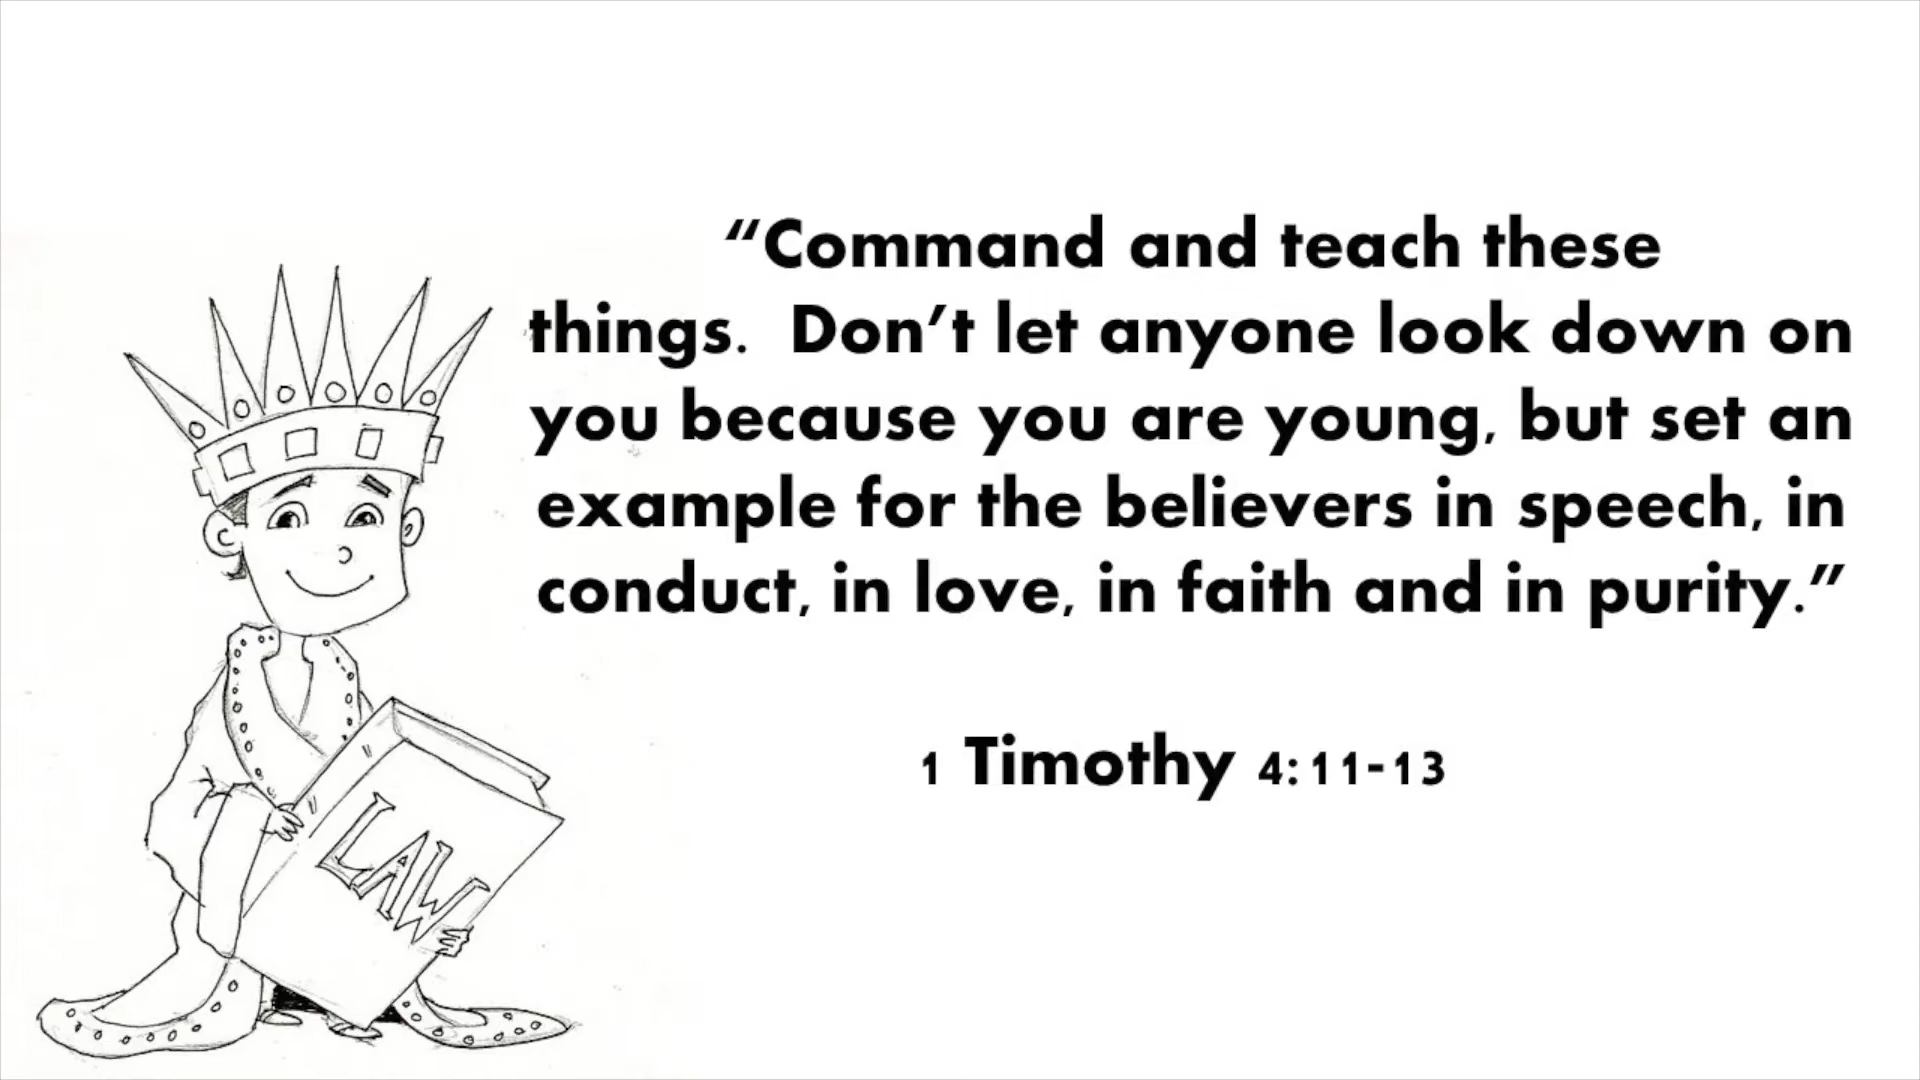 “Command and teach these
things.  Don’t let anyone look down on
you because you are young, but set an
example for the believers in speech, in
conduct, in love, in faith and in purity.”
1 Timothy 4:11-13
LAW